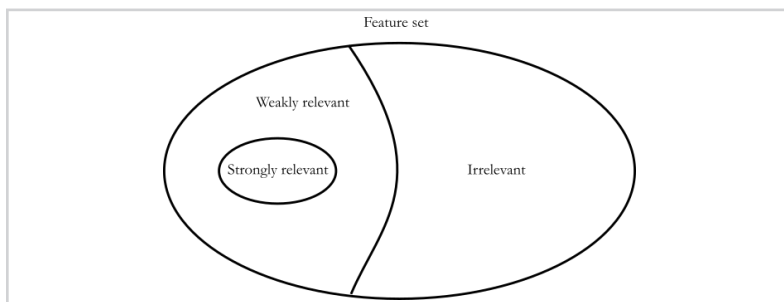 Feature set
Weakly relevant
Strongly relevant
Irrelevant